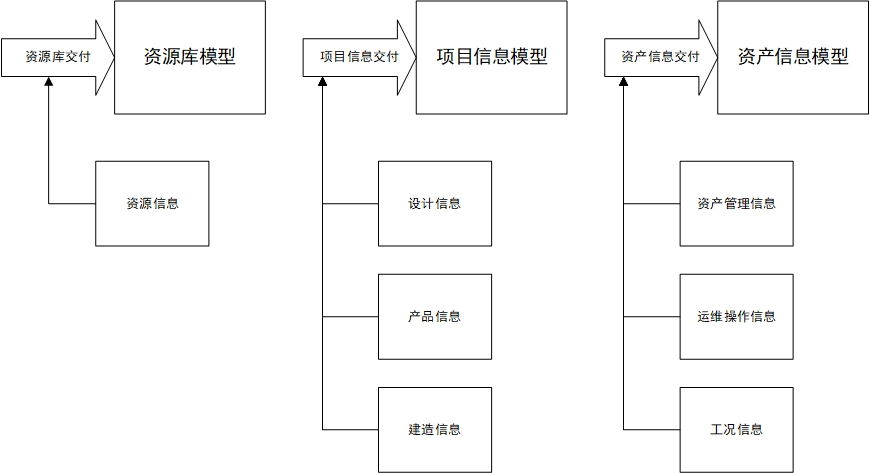 资源库交付
资源库模型
项目信息交付
项目信息模型
资产信息交付
资产信息模型
资源信息
设计信息
资产管理信息
产品信息
运维操作信息
建造信息
工况信息